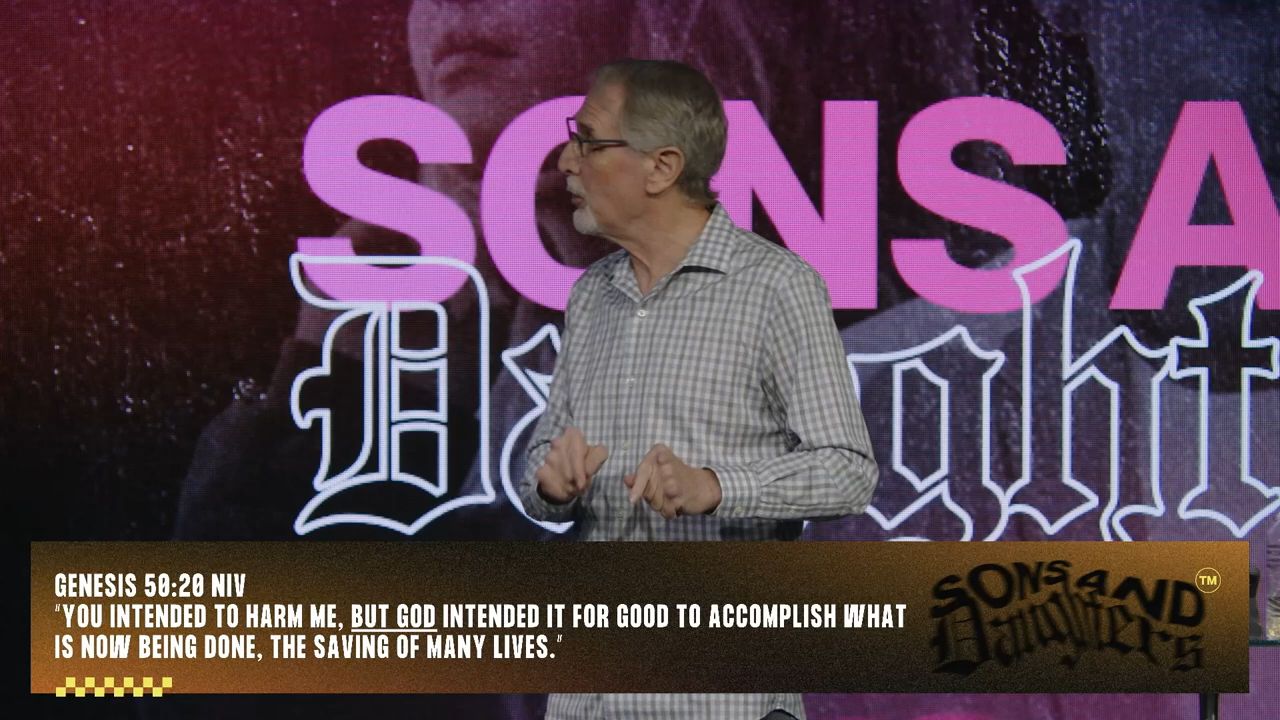 SONS A
Daught
GENESIS 50:20 NIV
"YOU INTENDED TO HARM ME, BUT GOD INTENDED IT FOR GOOD TO ACCOMPLISH WHAT
IS NOW BEING DONE, THE SAVING OF MANY LIVES."
SONS AND
Daughters
TM